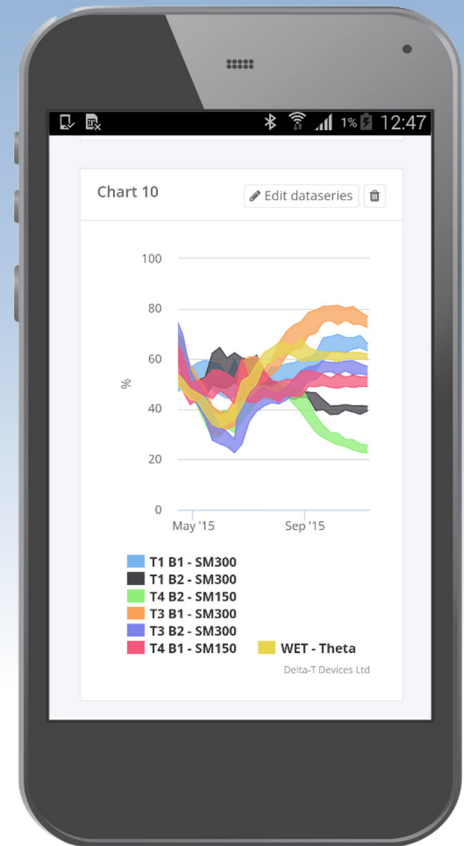 1% 12:47
Chart 10
Edit dataseries
100
80
60
40
20
0
%
May '15 Sep '15
T1 B1 - SM300
T1 B2 - SM300
T4 B2 - SM150
T3 B1 - SM300
T3 B2 - SM300
T4 B1 - SM150 WET - Theta
Delta-T Devices Ltd